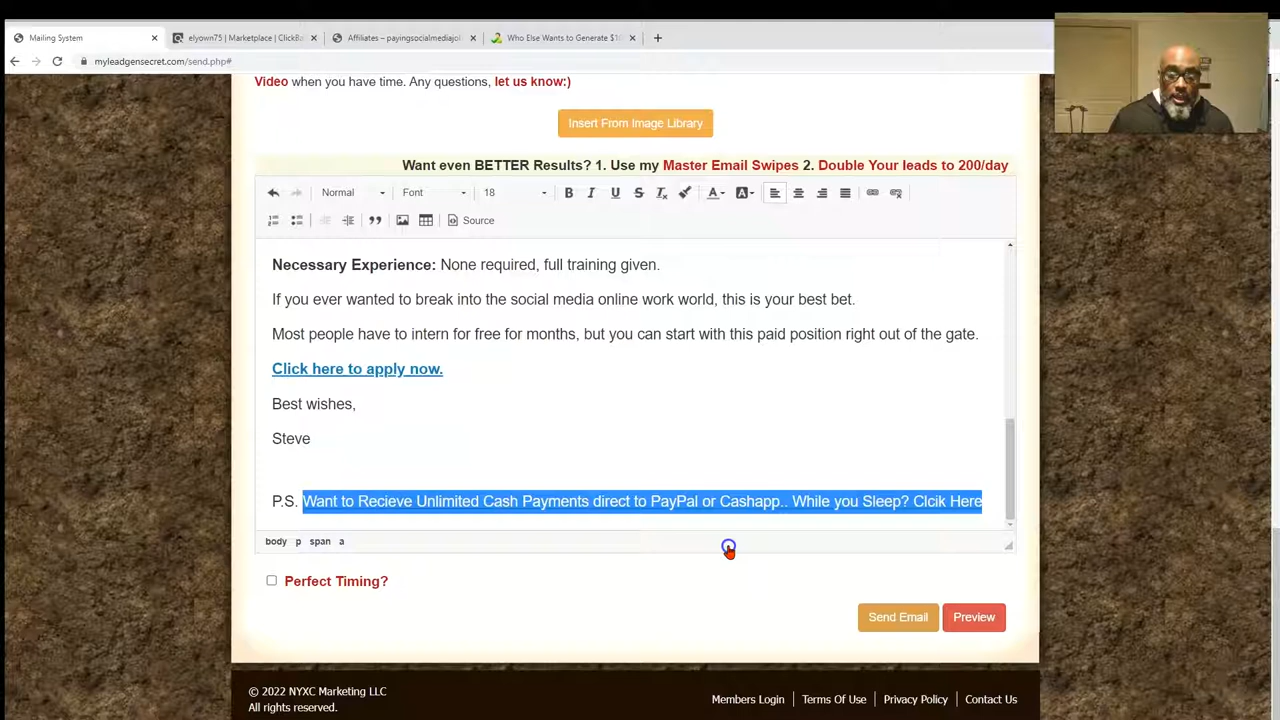 Mailing System
elyown75 | Marketplace | ClickBa
Affiliates – payingsocialmediajo
Who Else Wants to Generate $10
myleadgensecret.com/send.php#
Video when you have time. Any questions, let us know:)
Insert From Image Library
Want even BETTER Results? 1. Use my Master Email Swipes 2. Double Your leads to 200/day
Normal Font 18
Source
Necessary Experience: None required, full training given.
If you ever wanted to break into the social media online work world, this is your best bet.
Most people have to intern for free for months, but you can start with this paid position right out of the gate.
Click here to apply now.
Best wishes,
Steve
P.S. Want to Recieve Unlimited Cash Payments direct to PayPal or Cashapp.. While you Sleep? Clcik Here
body p span a
Perfect Timing?
Send Email Preview
© 2022 NYXC Marketing LLC
All rights reserved.
Members Login Terms Of Use Privacy Policy Contact Us